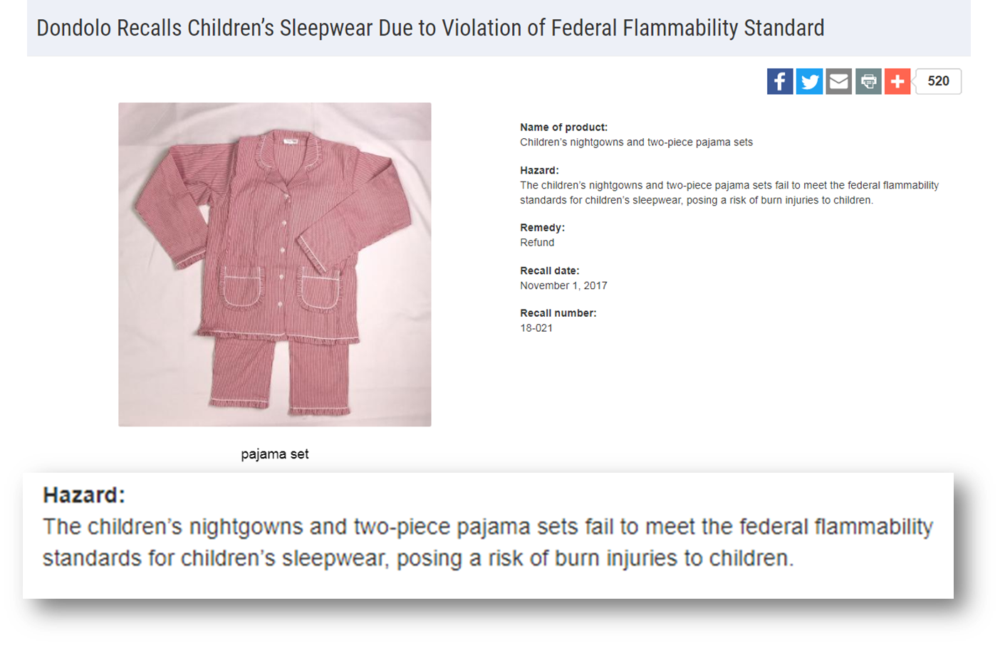 Dondolo Recalls Children’s Sleepwear Due to Violation of Federal Flammability Standard
520
Name of product:
Children’s nightgowns and two-piece pajama sets
Hazard:
The children’s nightgowns and two-piece pajama sets fail to meet the federal flammability
standards for children’s sleepwear, posing a risk of burn injuries to children.
Remedy:
Refund
Recall date:
November 1, 2017
Recall number:
18-021
pajama set
Hazard:
The children’s nightgowns and two-piece pajama sets fail to meet the federal flammability
standards for children’s sleepwear, posing a risk of burn injuries to children.